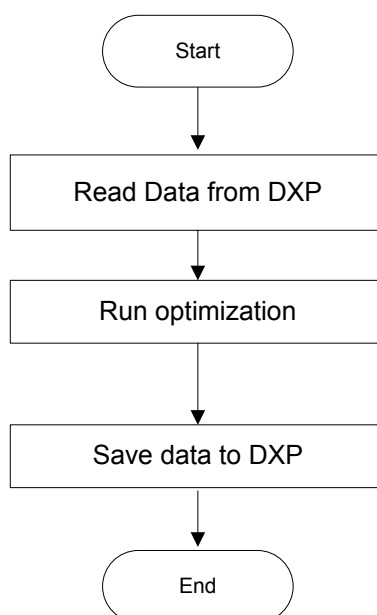 Start
Read Data from DXP
Run optimization
Save data to DXP
End